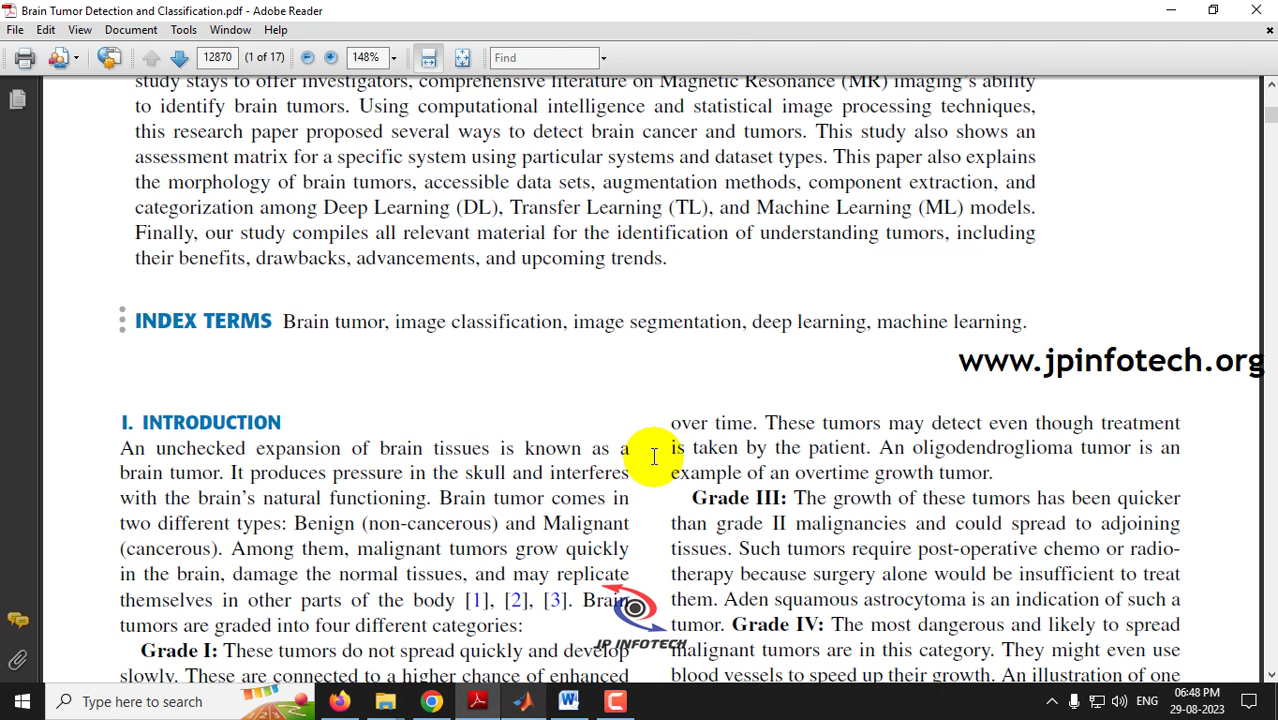 Brain Tumor Detection and Classification.pdf - Adobe Reader
File Edit View Document Tools Window Help
12870 (1 of 17) 148% Find
study stays to offer investigators, comprehensive literature on Magnetic Resonance (MR) imaging's ability
to identify brain tumors. Using computational intelligence and statistical image processing techniques,
this research paper proposed several ways to detect brain cancer and tumors. This study also shows an
assessment matrix for a specific system using particular systems and dataset types. This paper also explains
the morphology of brain tumors, accessible data sets, augmentation methods, component extraction, and
categorization among Deep Learning (DL), Transfer Learning (TL), and Machine Learning (ML) models.
Finally, our study compiles all relevant material for the identification of understanding tumors, including
their benefits, drawbacks, advancements, and upcoming trends.
INDEX TERMS Brain tumor, image classification, image segmentation, deep learning, machine learning.
www.jpinfotech.org
I. INTRODUCTION
An unchecked expansion of brain tissues is known as a
brain tumor. It produces pressure in the skull and interferes
with the brain's natural functioning. Brain tumor comes in
two different types: Benign (non-cancerous) and Malignant
(cancerous). Among them, malignant tumors grow quickly
in the brain, damage the normal tissues, and may replicate
themselves in other parts of the body [1], [2], [3]. Brain
tumors are graded into four different categories:
Grade I: These tumors do not spread quickly and develop
slowly. These are connected to a higher chance of enhanced
over time. These tumors may detect even though treatment
is taken by the patient. An oligodendroglioma tumor is an
example of an overtime growth tumor.
Grade III: The growth of these tumors has been quicker
than grade II malignancies and could spread to adjoining
tissues. Such tumors require post-operative chemo or radio-
therapy because surgery alone would be insufficient to treat
them. Aden squamous astrocytoma is an indication of such a
tumor. Grade IV: The most dangerous and likely to spread
malignant tumors are in this category. They might even use
blood vessels to speed up their growth. An illustration of one
JP INFOTECH
Type here to search
ENG
06:48 PM
29-08-2023